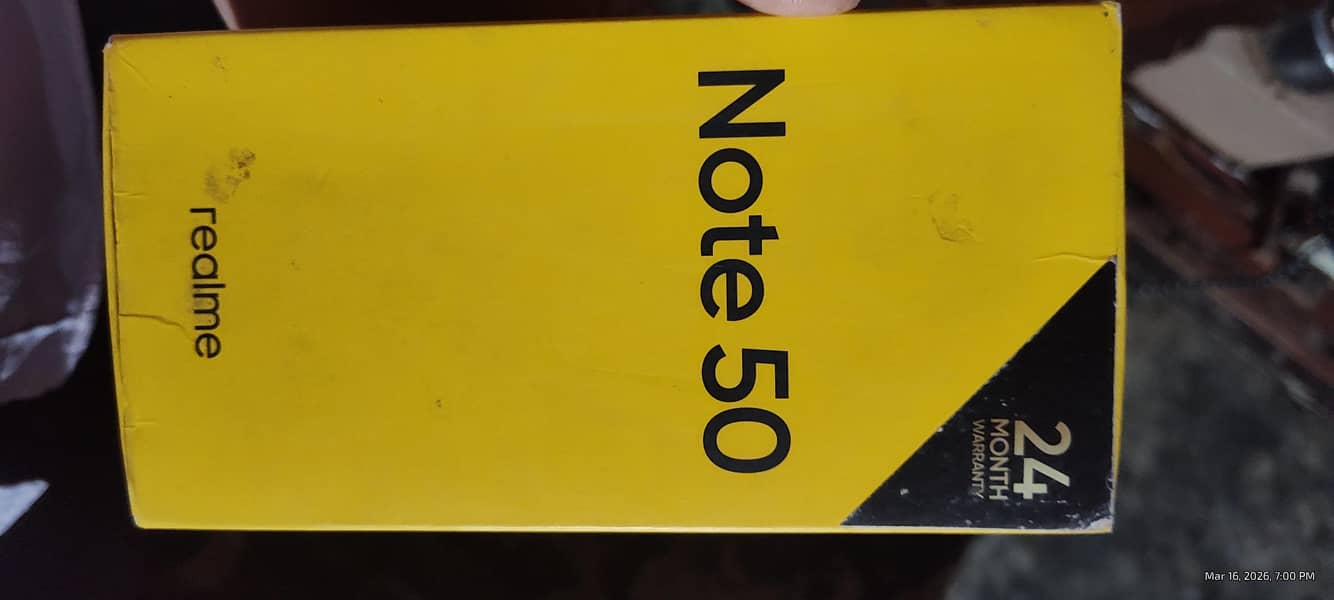 24
MONTH
WARRANTY
Note 50
realme
Mar 16, 2026, 7:00 PM